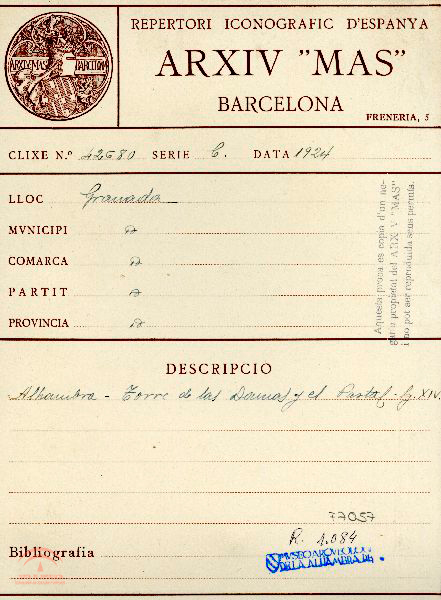 REPERTORI ICONOGRAFIC D'ESPANYA
ARXIV "MAS"
BARCELONA
FRENERIA, 5
ARXIU MAS BARCELONA
CLIXE N.º 42680 SERIE C. DATA 1924
LLOC Granada
MVNICIPI
COMARCA
PARTIT
PROVINCIA
Aquesta prova es copia d'un ne-
gatiu propietat del ARXIV "MAS"
i no pot ser reproduida sens permis.
DESCRIPCIO
Alhambra - Torre de las Damas y el Partal - S. XIV.
77057
R. 1.084
Bibliografia
MUSEO ARQUEOLOGICO
DE LA ALHAMBRA